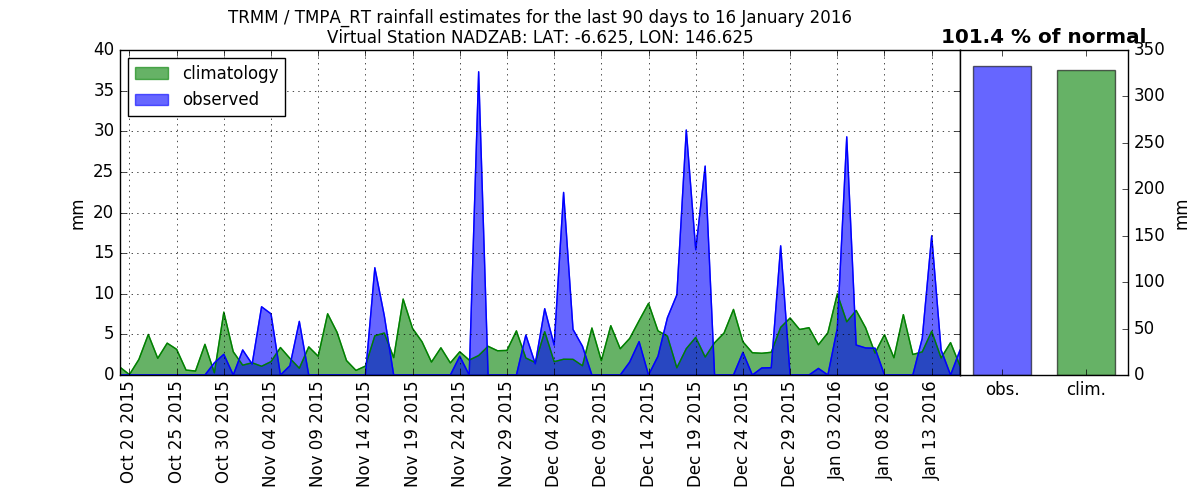 TRMM / TMPA_RT rainfall estimates for the last 90 days to 16 January 2016
Virtual Station NADZAB: LAT: -6.625, LON: 146.625
101.4 % of normal
climatology
observed
mm
40
35
30
25
20
15
10
5
0
Oct 20 2015
Oct 25 2015
Oct 30 2015
Nov 04 2015
Nov 09 2015
Nov 14 2015
Nov 19 2015
Nov 24 2015
Nov 29 2015
Dec 04 2015
Dec 09 2015
Dec 14 2015
Dec 19 2015
Dec 24 2015
Dec 29 2015
Jan 03 2016
Jan 08 2016
Jan 13 2016
obs.
clim.
350
300
250
200
150
100
50
0
mm